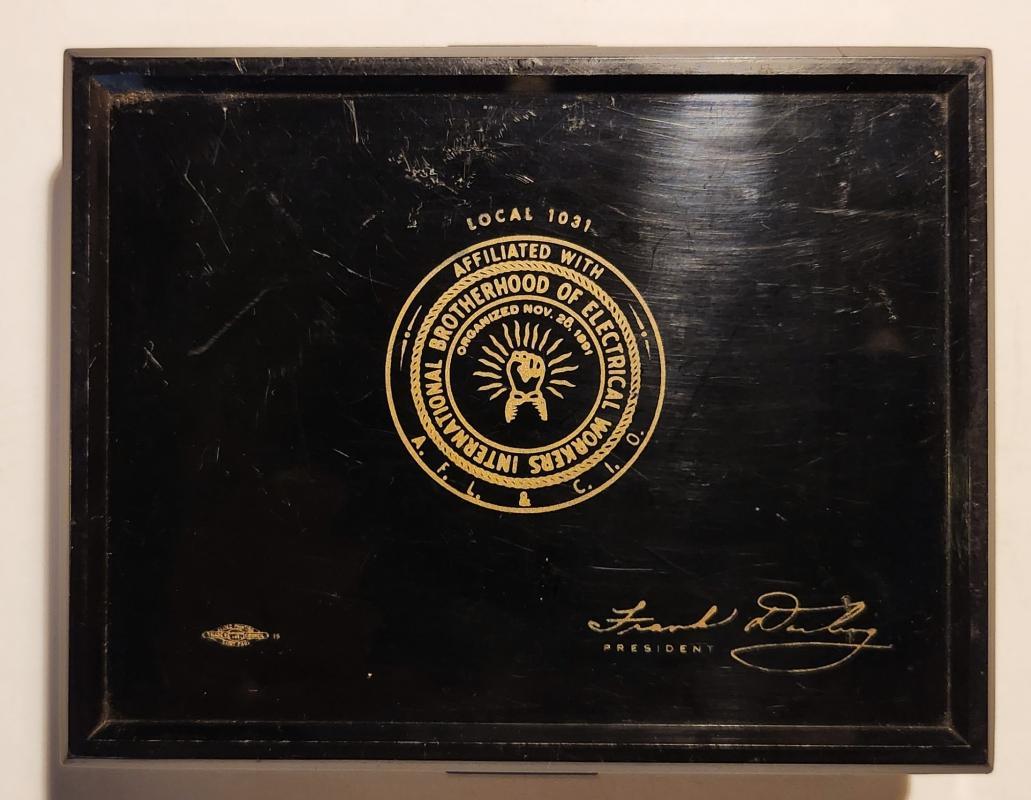 LOCAL 1031
AFFILIATED WITH
INTERNATIONAL BROTHERHOOD OF ELECTRICAL WORKERS
ORGANIZED NOV. 28, 1891
A. F. L. & C. I. O.
Frank Darling
PRESIDENT